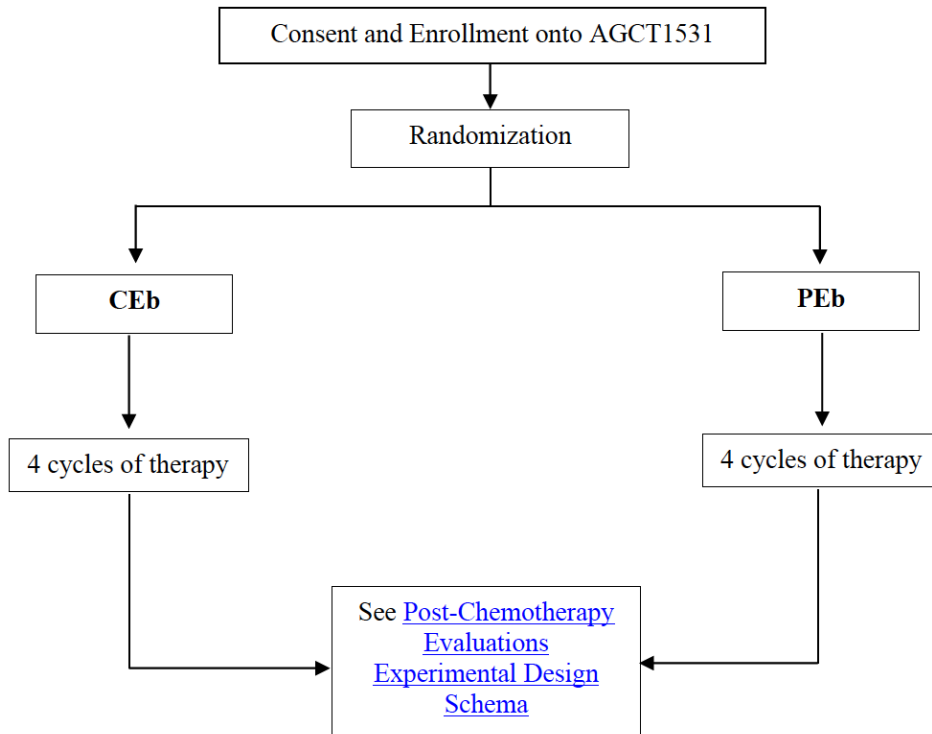 Consent and Enrollment onto AGCT1531
Randomization
CEb
PEb
4 cycles of therapy
4 cycles of therapy
See Post-Chemotherapy
Evaluations
Experimental Design
Schema